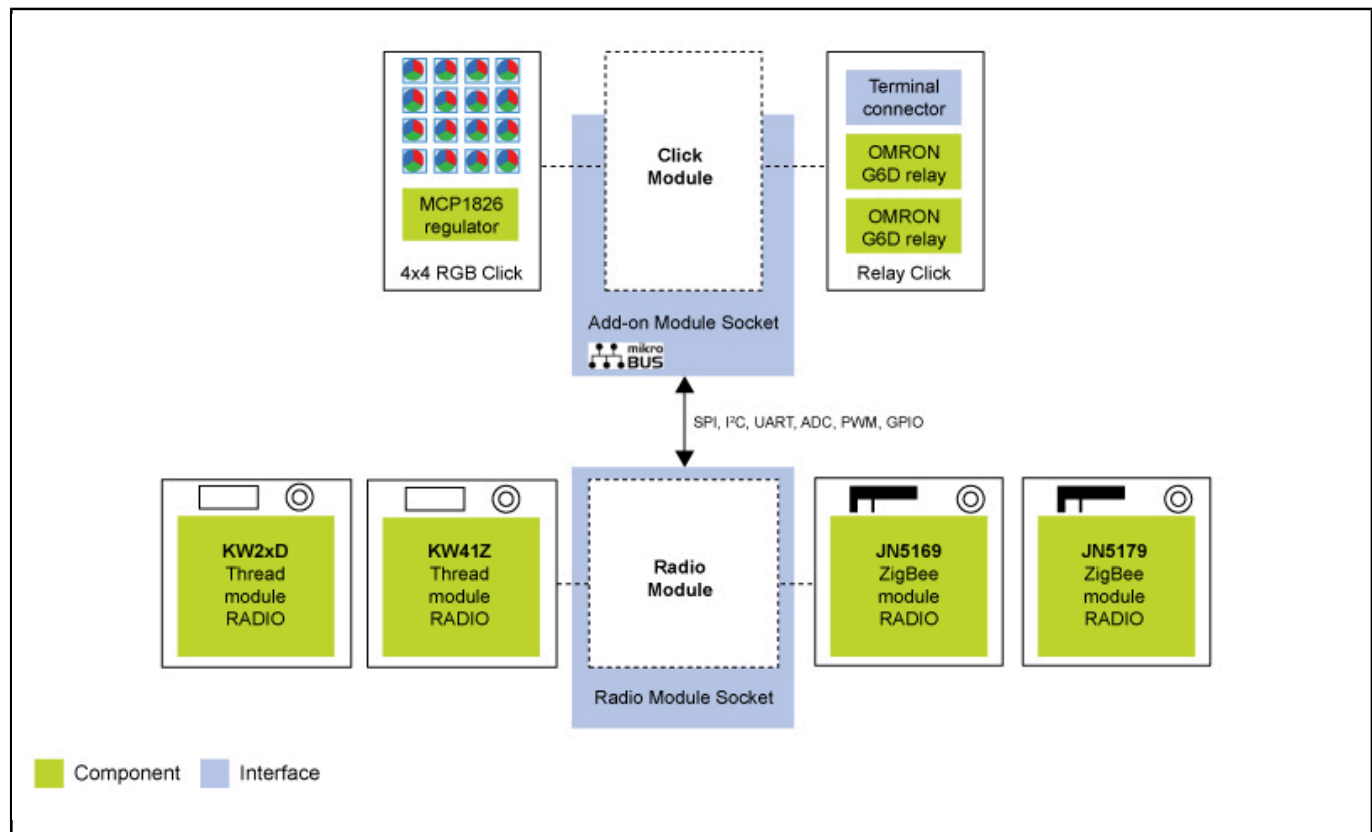 MCP1826
regulator
4x4 RGB Click
Click
Module
Add-on Module Socket
mikro
BUS
Terminal
connector
OMRON
G6D relay
OMRON
G6D relay
Relay Click
SPI, I²C, UART, ADC, PWM, GPIO
KW2xD
Thread
module
RADIO
KW41Z
Thread
module
RADIO
Radio
Module
Radio Module Socket
JN5169
ZigBee
module
RADIO
JN5179
ZigBee
module
RADIO
Component
Interface